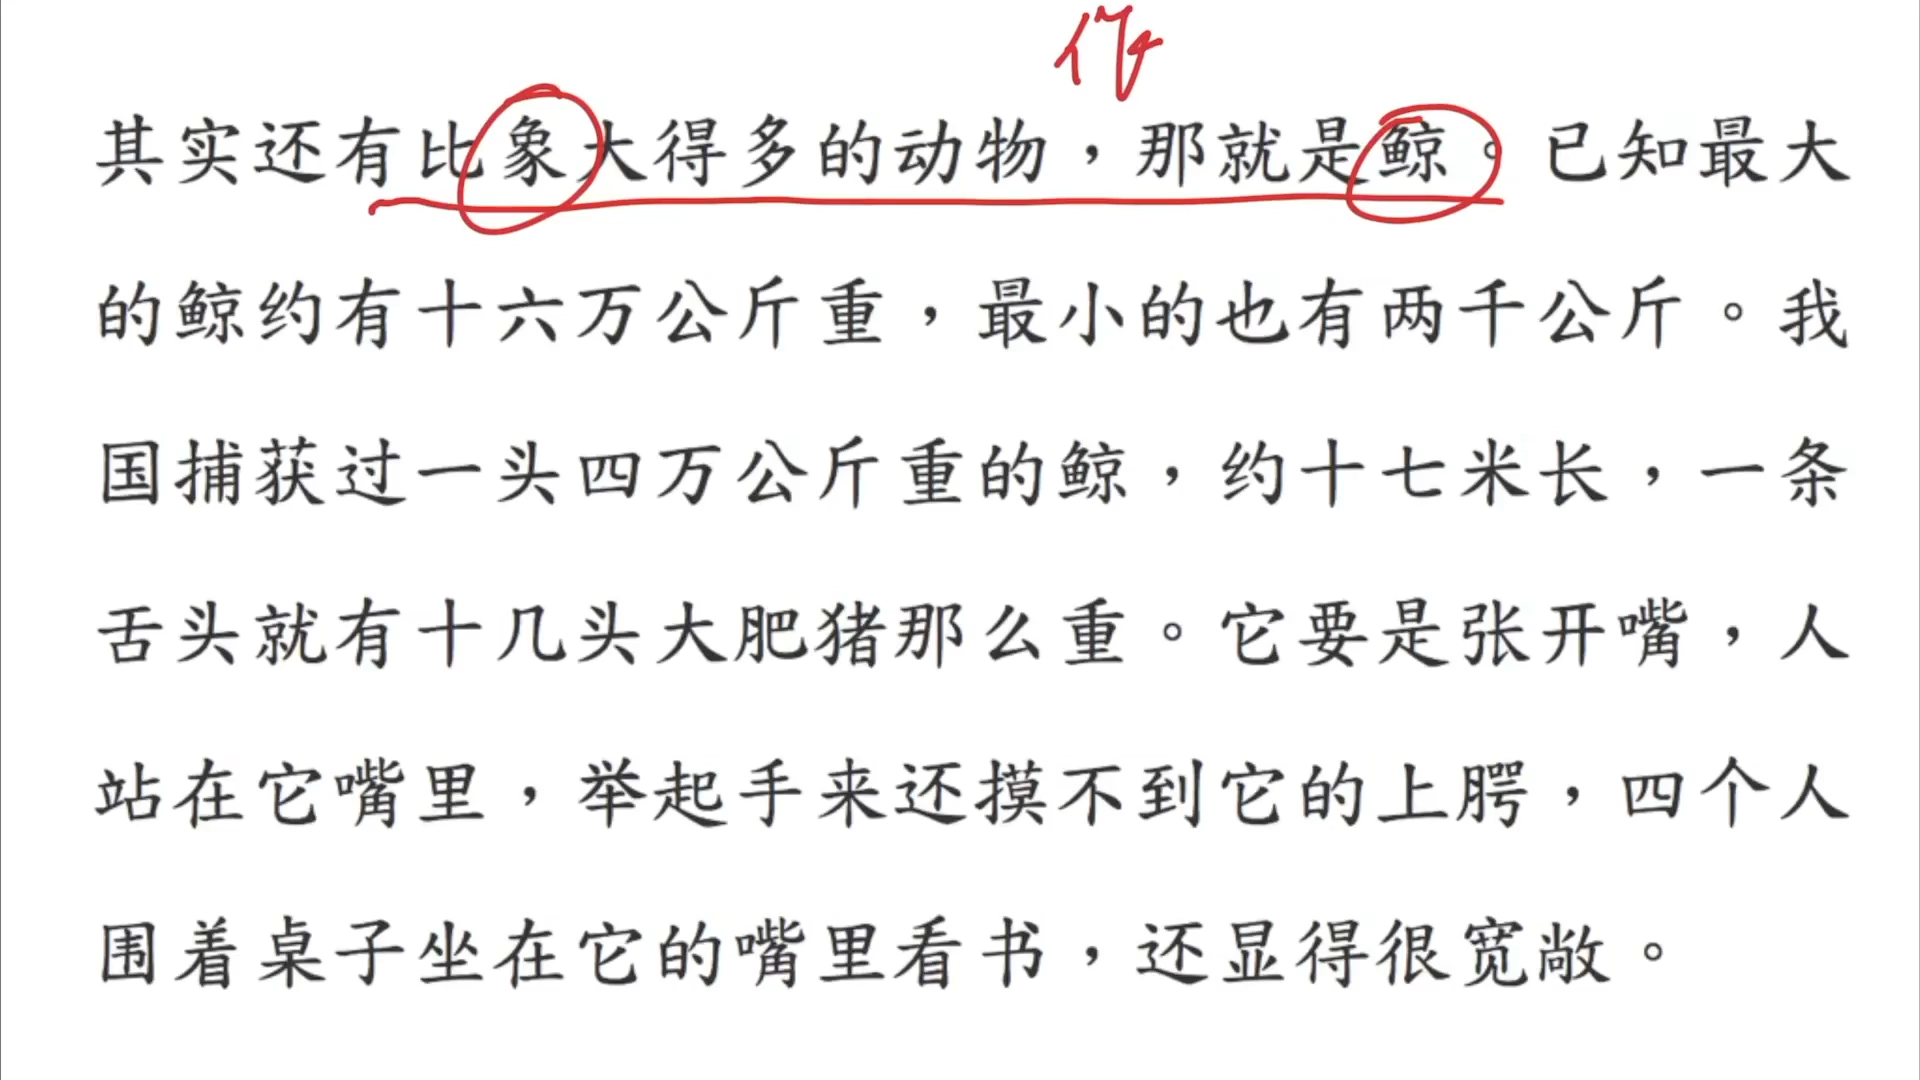 其实还有比象大得多的动物，那就是鲸。已知最大
的鲸约有十六万公斤重，最小的也有两千公斤。我
国捕获过一头四万公斤重的鲸，约十七米长，一条
舌头就有十几头大肥猪那么重。它要是张开嘴，人
站在它嘴里，举起手来还摸不到它的上腭，四个人
围着桌子坐在它的嘴里看书，还显得很宽敞。